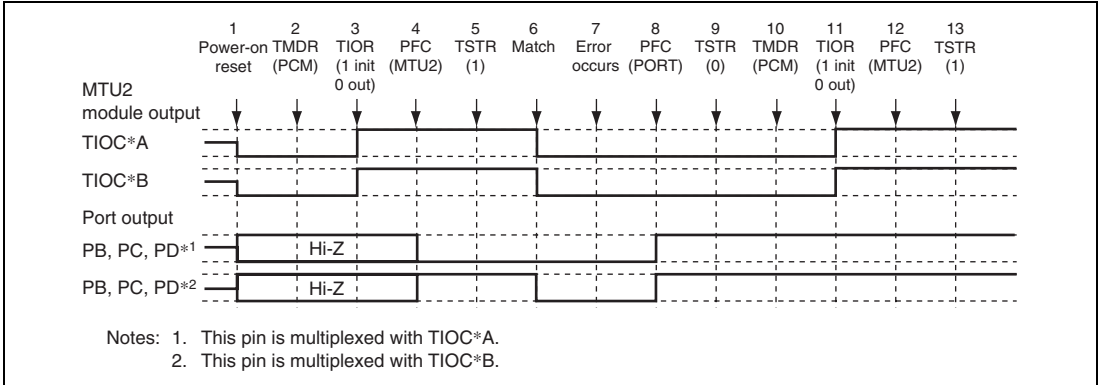 1 2 3 4 5 6 7 8 9 10 11 12 13
Power-on TMDR TIOR PFC TSTR Match Error PFC TSTR TMDR TIOR PFC TSTR
reset (PCM) (1 init (MTU2) (1) occurs (PORT) (0) (PCM) (1 init (MTU2) (1)
0 out) 0 out)
MTU2
module output
TIOC*A
TIOC*B
Port output
PB, PC, PD*1 Hi-Z
PB, PC, PD*2 Hi-Z
Notes: 1. This pin is multiplexed with TIOC*A.
2. This pin is multiplexed with TIOC*B.